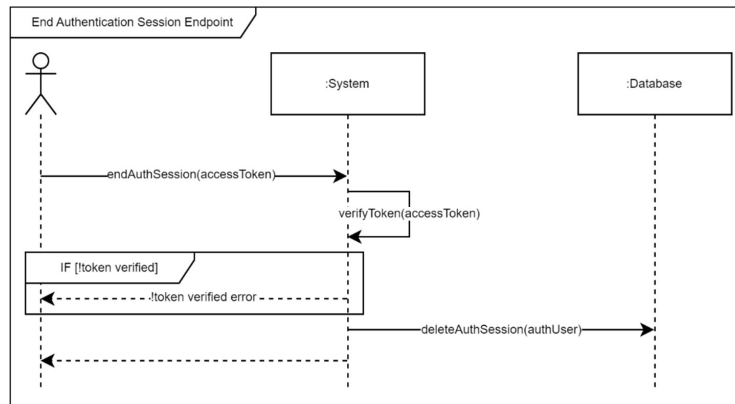 End Authentication Session Endpoint
:System
:Database
endAuthSession(accessToken)
verifyToken(accessToken)
IF [!token verified]
!token verified error
deleteAuthSession(authUser)